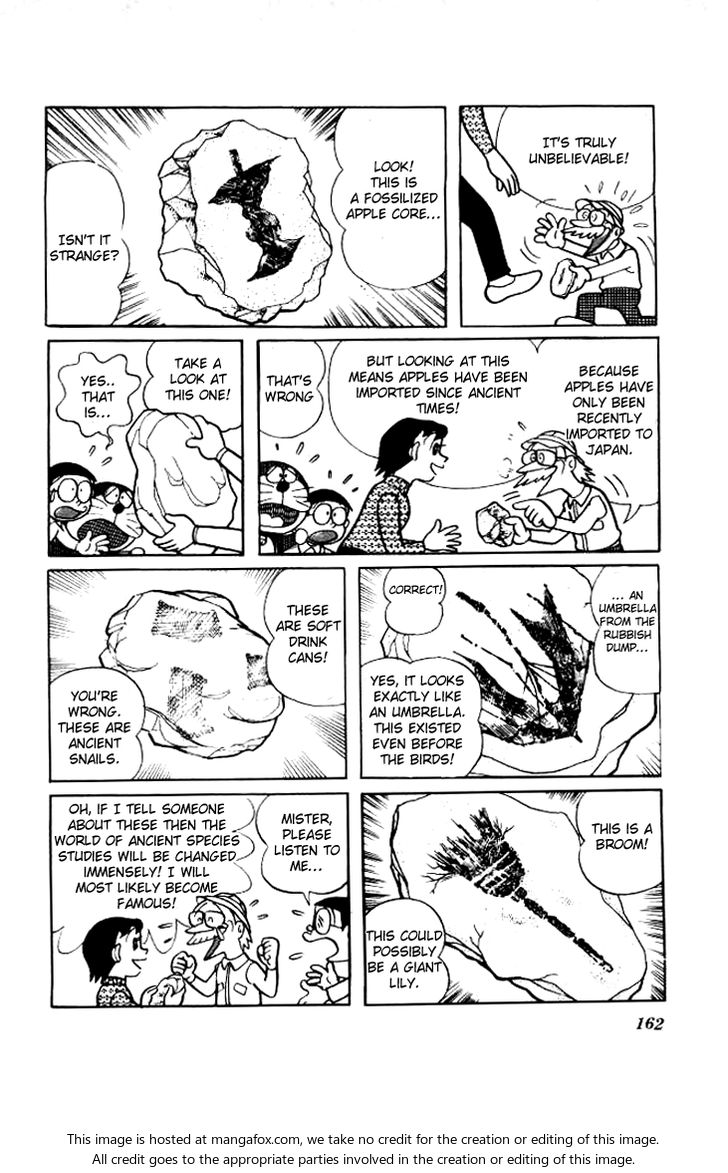 IT'S TRULY
UNBELIEVABLE!
LOOK!
THIS IS
A FOSSILIZED
APPLE CORE...
ISN'T IT
STRANGE?
BECAUSE
APPLES HAVE
ONLY BEEN
RECENTLY
IMPORTED TO
JAPAN.
BUT LOOKING AT THIS
MEANS APPLES HAVE BEEN
IMPORTED SINCE ANCIENT
TIMES!
THAT'S
WRONG
TAKE A
LOOK AT
THIS ONE!
YES..
THAT
IS...
... AN
UMBRELLA
FROM THE
RUBBISH
DUMP...
CORRECT!
YES, IT LOOKS
EXACTLY LIKE
AN UMBRELLA.
THIS EXISTED
EVEN BEFORE
THE BIRDS!
THESE
ARE SOFT
DRINK
CANS!
YOU'RE
WRONG.
THESE ARE
ANCIENT
SNAILS.
THIS IS A
BROOM!
THIS COULD
POSSIBLY
BE A GIANT
LILY.
MISTER,
PLEASE
LISTEN TO
ME...
OH, IF I TELL SOMEONE
ABOUT THESE THEN THE
WORLD OF ANCIENT SPECIES
STUDIES WILL BE CHANGED
IMMENSELY! I WILL
MOST LIKELY BECOME
FAMOUS!
162
This image is hosted at mangafox.com, we take no credit for the creation or editing of this image.
All credit goes to the appropriate parties involved in the creation or editing of this image.